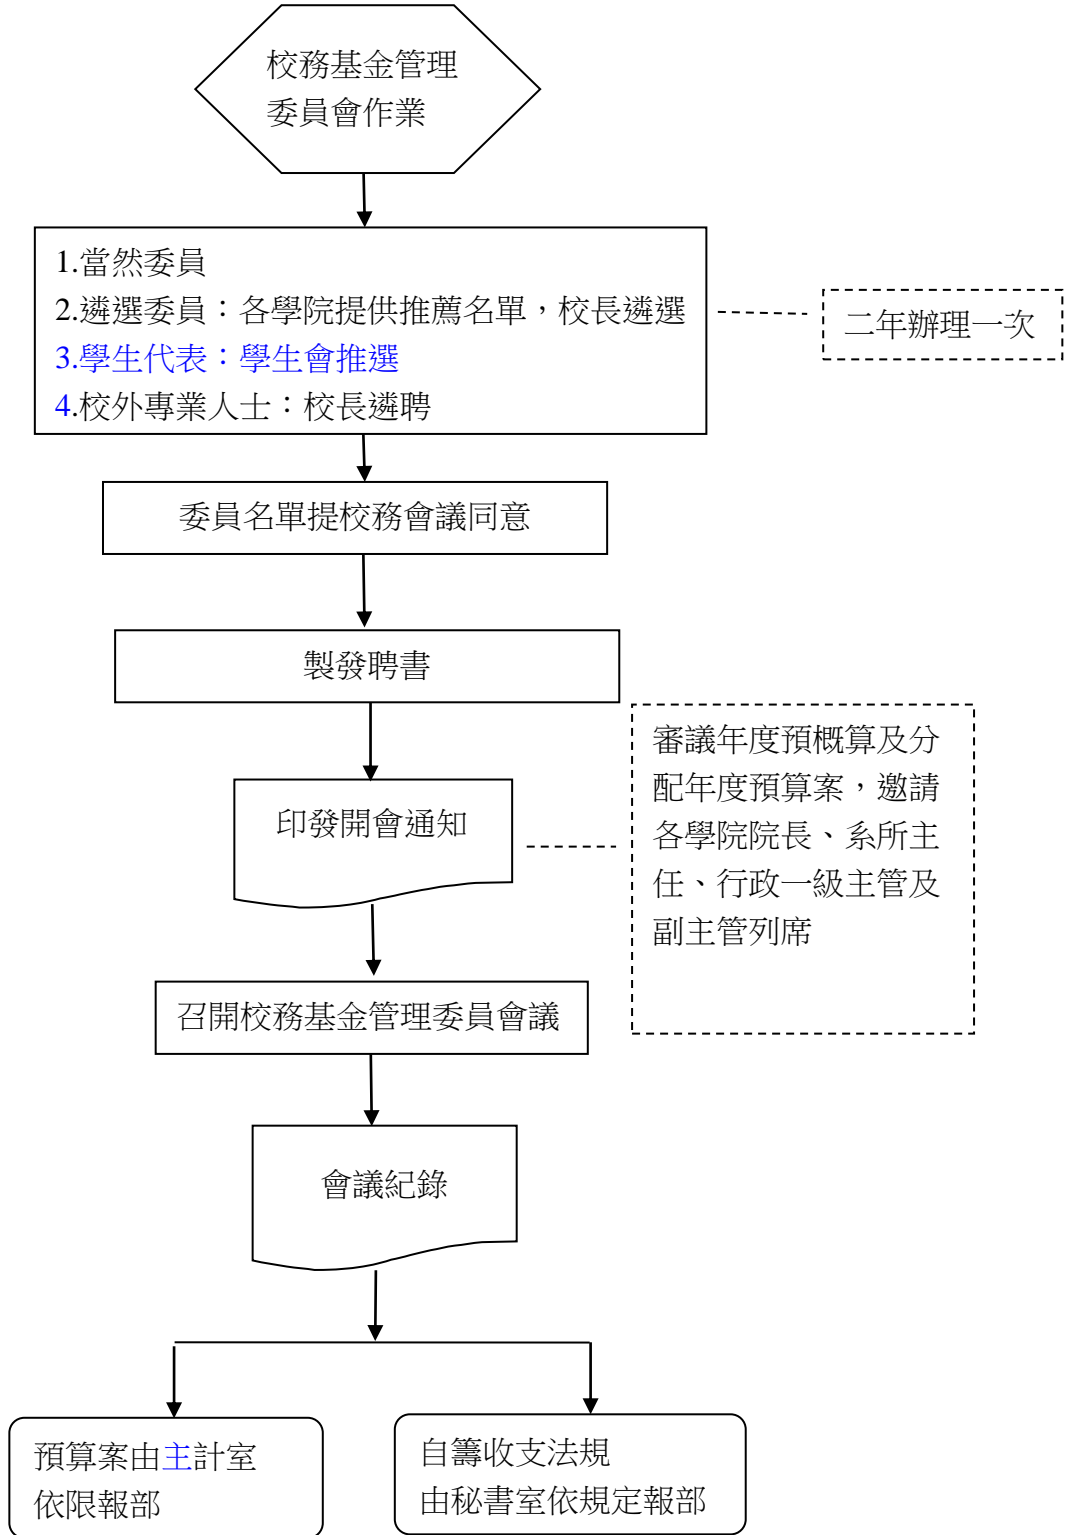 校務基金管理
委員會作業
1.當然委員
2.遴選委員：各學院提供推薦名單，校長遴選
3.學生代表：學生會推選
4.校外專業人士：校長遴聘
二年辦理一次
委員名單提校務會議同意
製發聘書
印發開會通知
審議年度預概算及分
配年度預算案，邀請
各學院院長、系所主
任、行政一級主管及
副主管列席
召開校務基金管理委員會議
會議紀錄
預算案由主計室
依限報部
自籌收支法規
由秘書室依規定報部